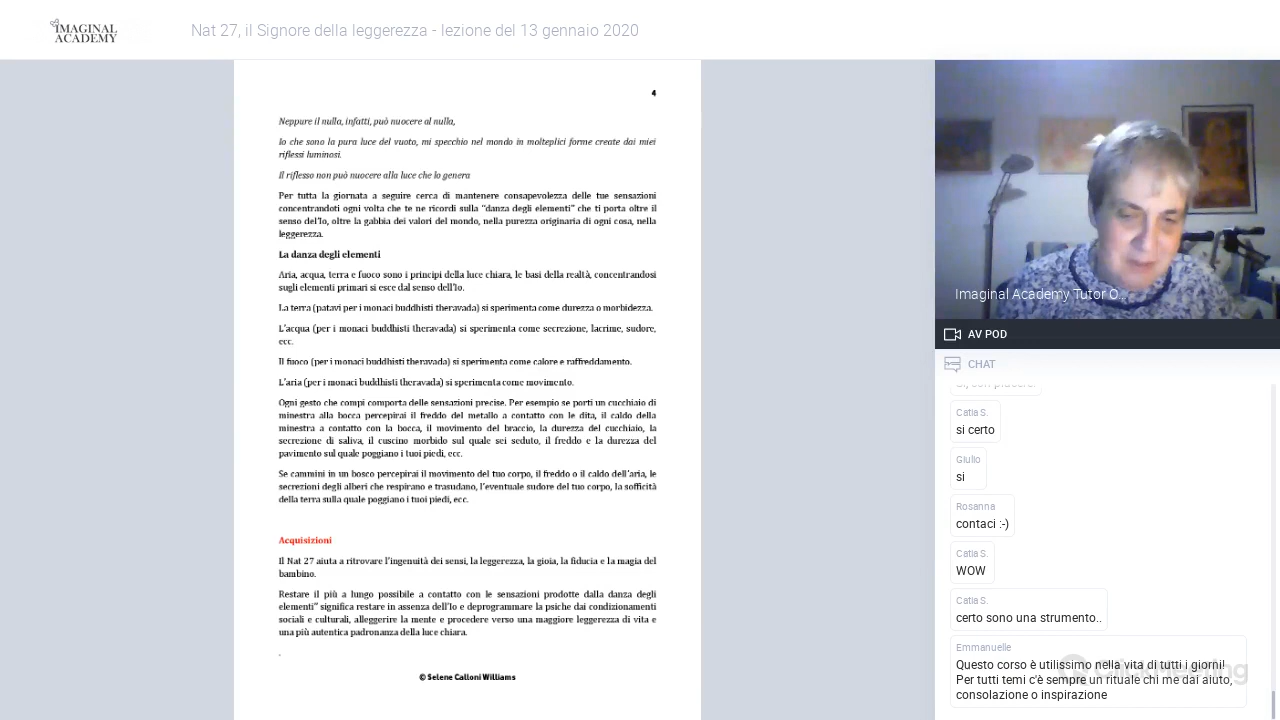 IMAGINAL
ACADEMY
Nat 27, il Signore della leggerezza - lezione del 13 gennaio 2020
4
Neppure il nulla, infatti, può nuocere al nulla,
Io che sono la pura luce del vuoto, mi specchio nel mondo in molteplici forme create dai miei
riflessi luminosi.
Il riflesso non può nuocere alla luce che lo genera
Per tutta la giornata a seguire cerca di mantenere consapevolezza delle tue sensazioni
concentrandoti ogni volta che te ne ricordi sulla "danza degli elementi" che ti porta oltre il
senso del'Io, oltre la gabbia dei valori del mondo, nella purezza originaria di ogni cosa, nella
leggerezza.
La danza degli elementi
Aria, acqua, terra e fuoco sono i principi della luce chiara, le basi della realtà, concentrandosi
sugli elementi primari si esce dal senso dell'Io.
La terra (patavi per i monaci buddhisti theravada) si sperimenta come durezza o morbidezza.
L'acqua (per i monaci buddhisti theravada) si sperimenta come secrezione, lacrime, sudore,
ecc.
Il fuoco (per i monaci buddhisti theravada) si sperimenta come calore e raffreddamento.
L'aria (per i monaci buddhisti theravada) si sperimenta come movimento.
Ogni gesto che compi comporta delle sensazioni precise. Per esempio se porti un cucchiaio di
minestra alla bocca percepirai il freddo del metallo a contatto con le dita, il caldo della
minestra a contatto con la bocca, il movimento del braccio, la durezza del cucchiaio, la
secrezione di saliva, il cuscino morbido sul quale sei seduto, il freddo e la durezza del
pavimento sul quale poggiano i tuoi piedi, ecc.
Se cammini in un bosco percepirai il movimento del tuo corpo, il freddo o il caldo dell'aria, le
secrezioni degli alberi che respirano e trasudano, l'eventuale sudore del tuo corpo, la sofficità
della terra sulla quale poggiano i tuoi piedi, ecc.
Acquisizioni
Il Nat 27 aiuta a ritrovare l'ingenuità dei sensi, la leggerezza, la gioia, la fiducia e la magia del
bambino.
Restare il più a lungo possibile a contatto con le sensazioni prodotte dalla danza degli
elementi" significa restare in assenza dell'Io e deprogrammare la psiche dai condizionamenti
sociali e culturali, alleggerire la mente e procedere verso una maggiore leggerezza di vita e
una più autentica padronanza della luce chiara.
.
© Selene Calloni Williams
Imaginal Academy Tutor O...
AV POD
CHAT
Catia S.
si certo
Giulio
si
Rosanna
contaci :-)
Catia S.
WOW
Catia S.
certo sono una strumento..
Emmanuelle
Questo corso è utilissimo nella vita di tutti i giorni!
Per tutti temi c'è sempre un rituale chi me dai aiuto,
consolazione o inspirazione
ClickMeeting